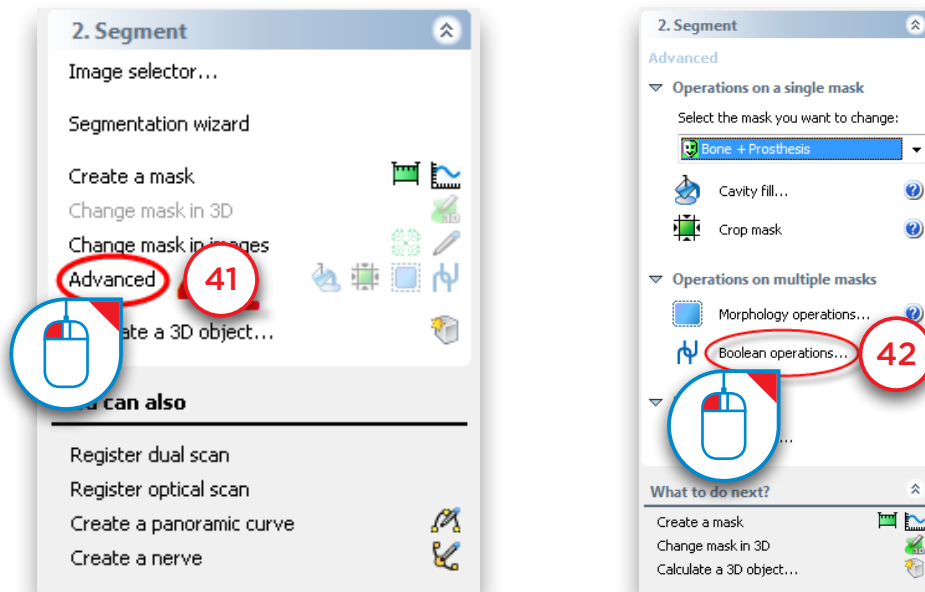 2. Segment
Image selector...
Segmentation wizard
Create a mask
Change mask in 3D
Change mask in images
Advanced
41
ate a 3D object...
can also
Register dual scan
Register optical scan
Create a panoramic curve
Create a nerve
2. Segment
Advanced
Operations on a single mask
Select the mask you want to change:
Bone + Prosthesis
Cavity fill...
Crop mask
Operations on multiple masks
Morphology operations...
Boolean operations...
42
...
What to do next?
Create a mask
Change mask in 3D
Calculate a 3D object...